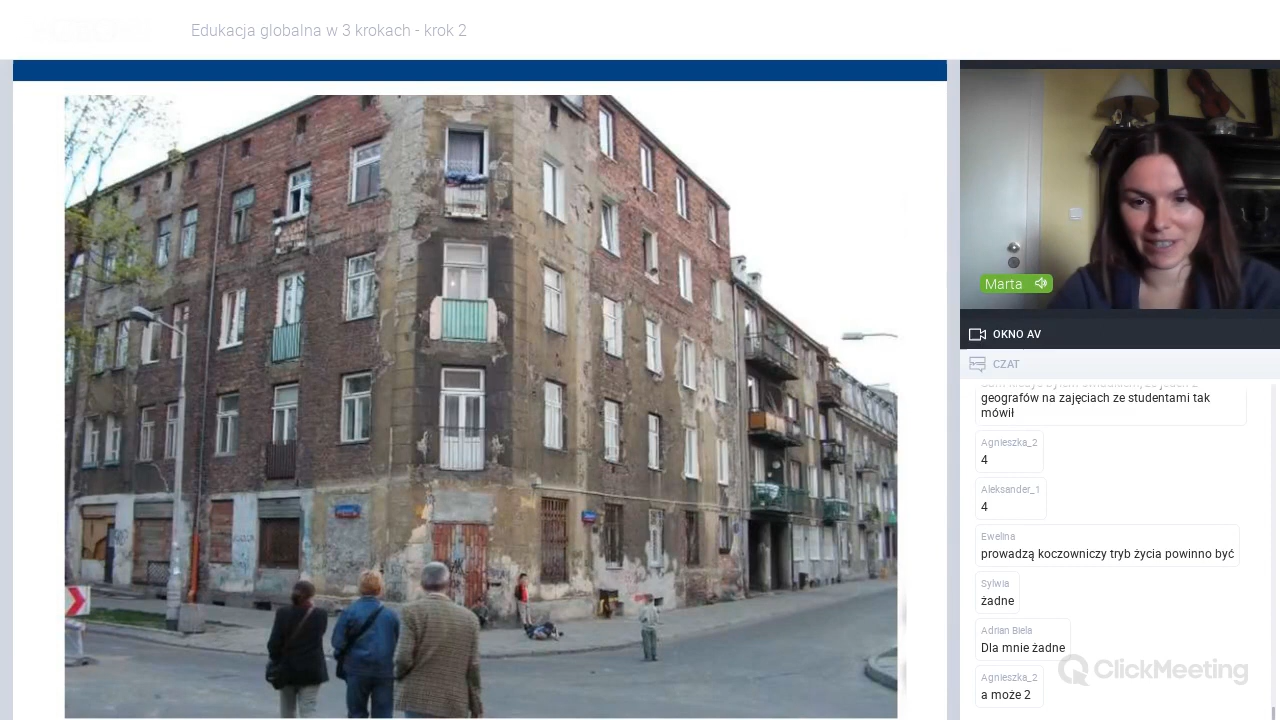 Edukacja globalna w 3 krokach - krok 2
Marta
OKNO AV
CZAT
geografów na zajęciach ze studentami tak
mówił
Agnieszka_2
4
Aleksander_1
4
Ewelina
prowadzą koczowniczy tryb życia powinno być
Sylwia
żadne
Adrian Biela
Dla mnie żadne
Agnieszka_2
a może 2
ClickMeeting